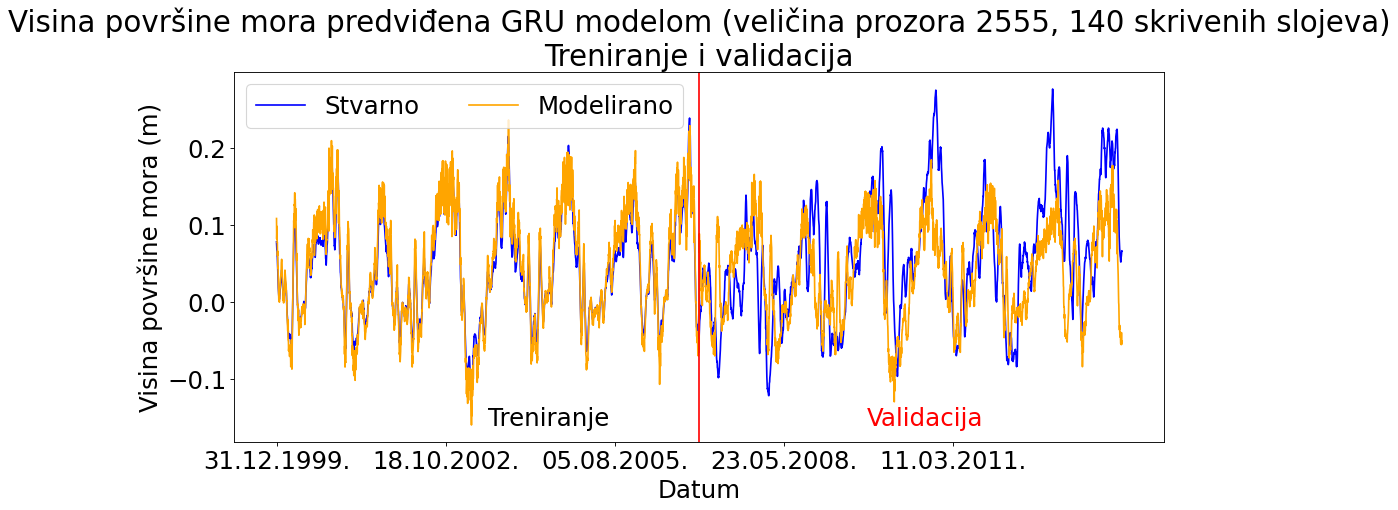 Visina površine mora predviđena GRU modelom (veličina prozora 2555, 140 skrivenih slojeva)
Treniranje i validacija
Stvarno Modelirano
Visina površine mora (m)
0.2
0.1
0.0
−0.1
Treniranje Validacija
31.12.1999. 18.10.2002. 05.08.2005. 23.05.2008. 11.03.2011.
Datum